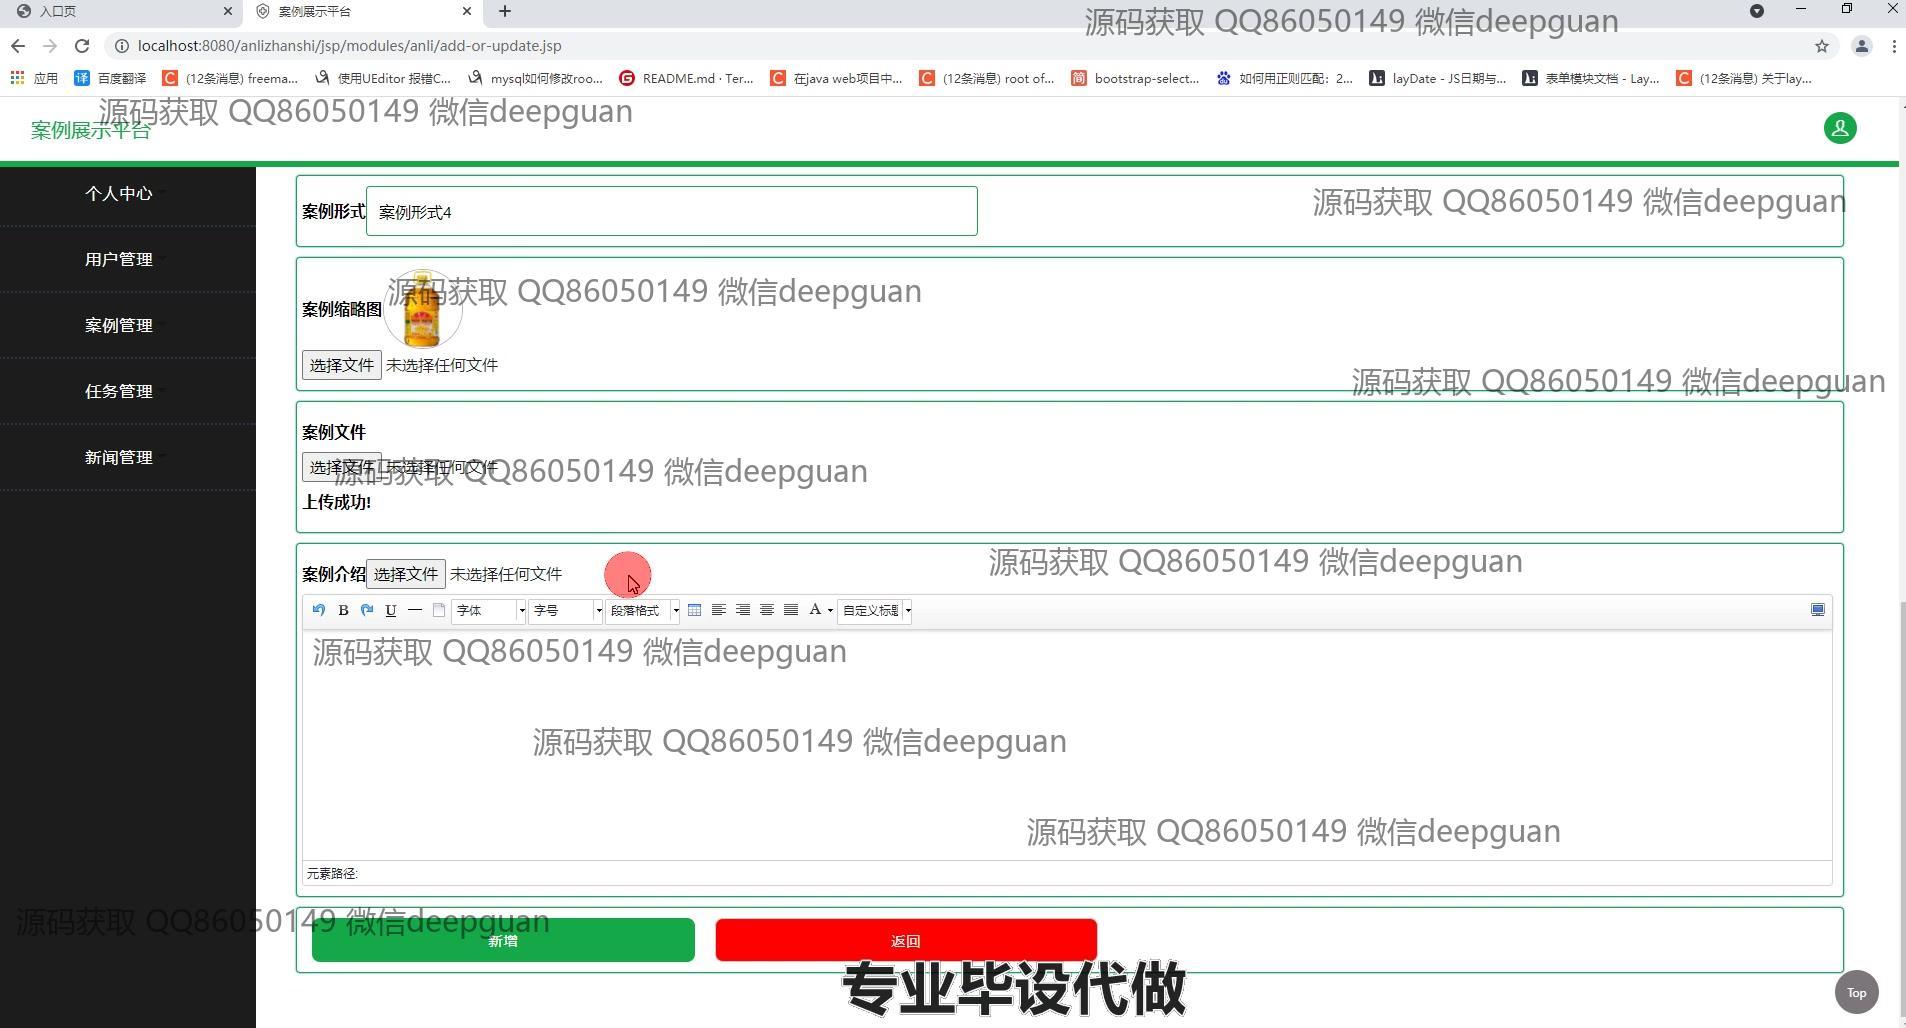 入口页
案例展示平台
源码获取 QQ86050149 微信deepguan
localhost:8080/anlizhanshi/jsp/modules/anli/add-or-update.jsp
应用
百度翻译
(12条消息) freema...
使用UEditor 报错C...
mysql如何修改roo...
README.md · Ter...
在java web项目中...
(12条消息) root of...
bootstrap-select...
如何用正则匹配：2...
layDate - JS日期与...
表单模块文档 - Lay...
(12条消息) 关于lay...
源码获取 QQ86050149 微信deepguan
案例展示平台
个人中心
用户管理
案例管理
任务管理
新闻管理
案例形式 案例形式4
源码获取 QQ86050149 微信deepguan
源码获取 QQ86050149 微信deepguan
案例缩略图
选择文件 未选择任何文件
源码获取 QQ86050149 微信deepguan
案例文件
选择文件 未选择任何文件
源码获取 QQ86050149 微信deepguan
上传成功!
案例介绍 选择文件 未选择任何文件
源码获取 QQ86050149 微信deepguan
B U 字体 字号 段落格式 A 自定义标题
源码获取 QQ86050149 微信deepguan
源码获取 QQ86050149 微信deepguan
源码获取 QQ86050149 微信deepguan
元素路径:
源码获取 QQ86050149 微信deepguan
新增
返回
专业毕设代做
Top